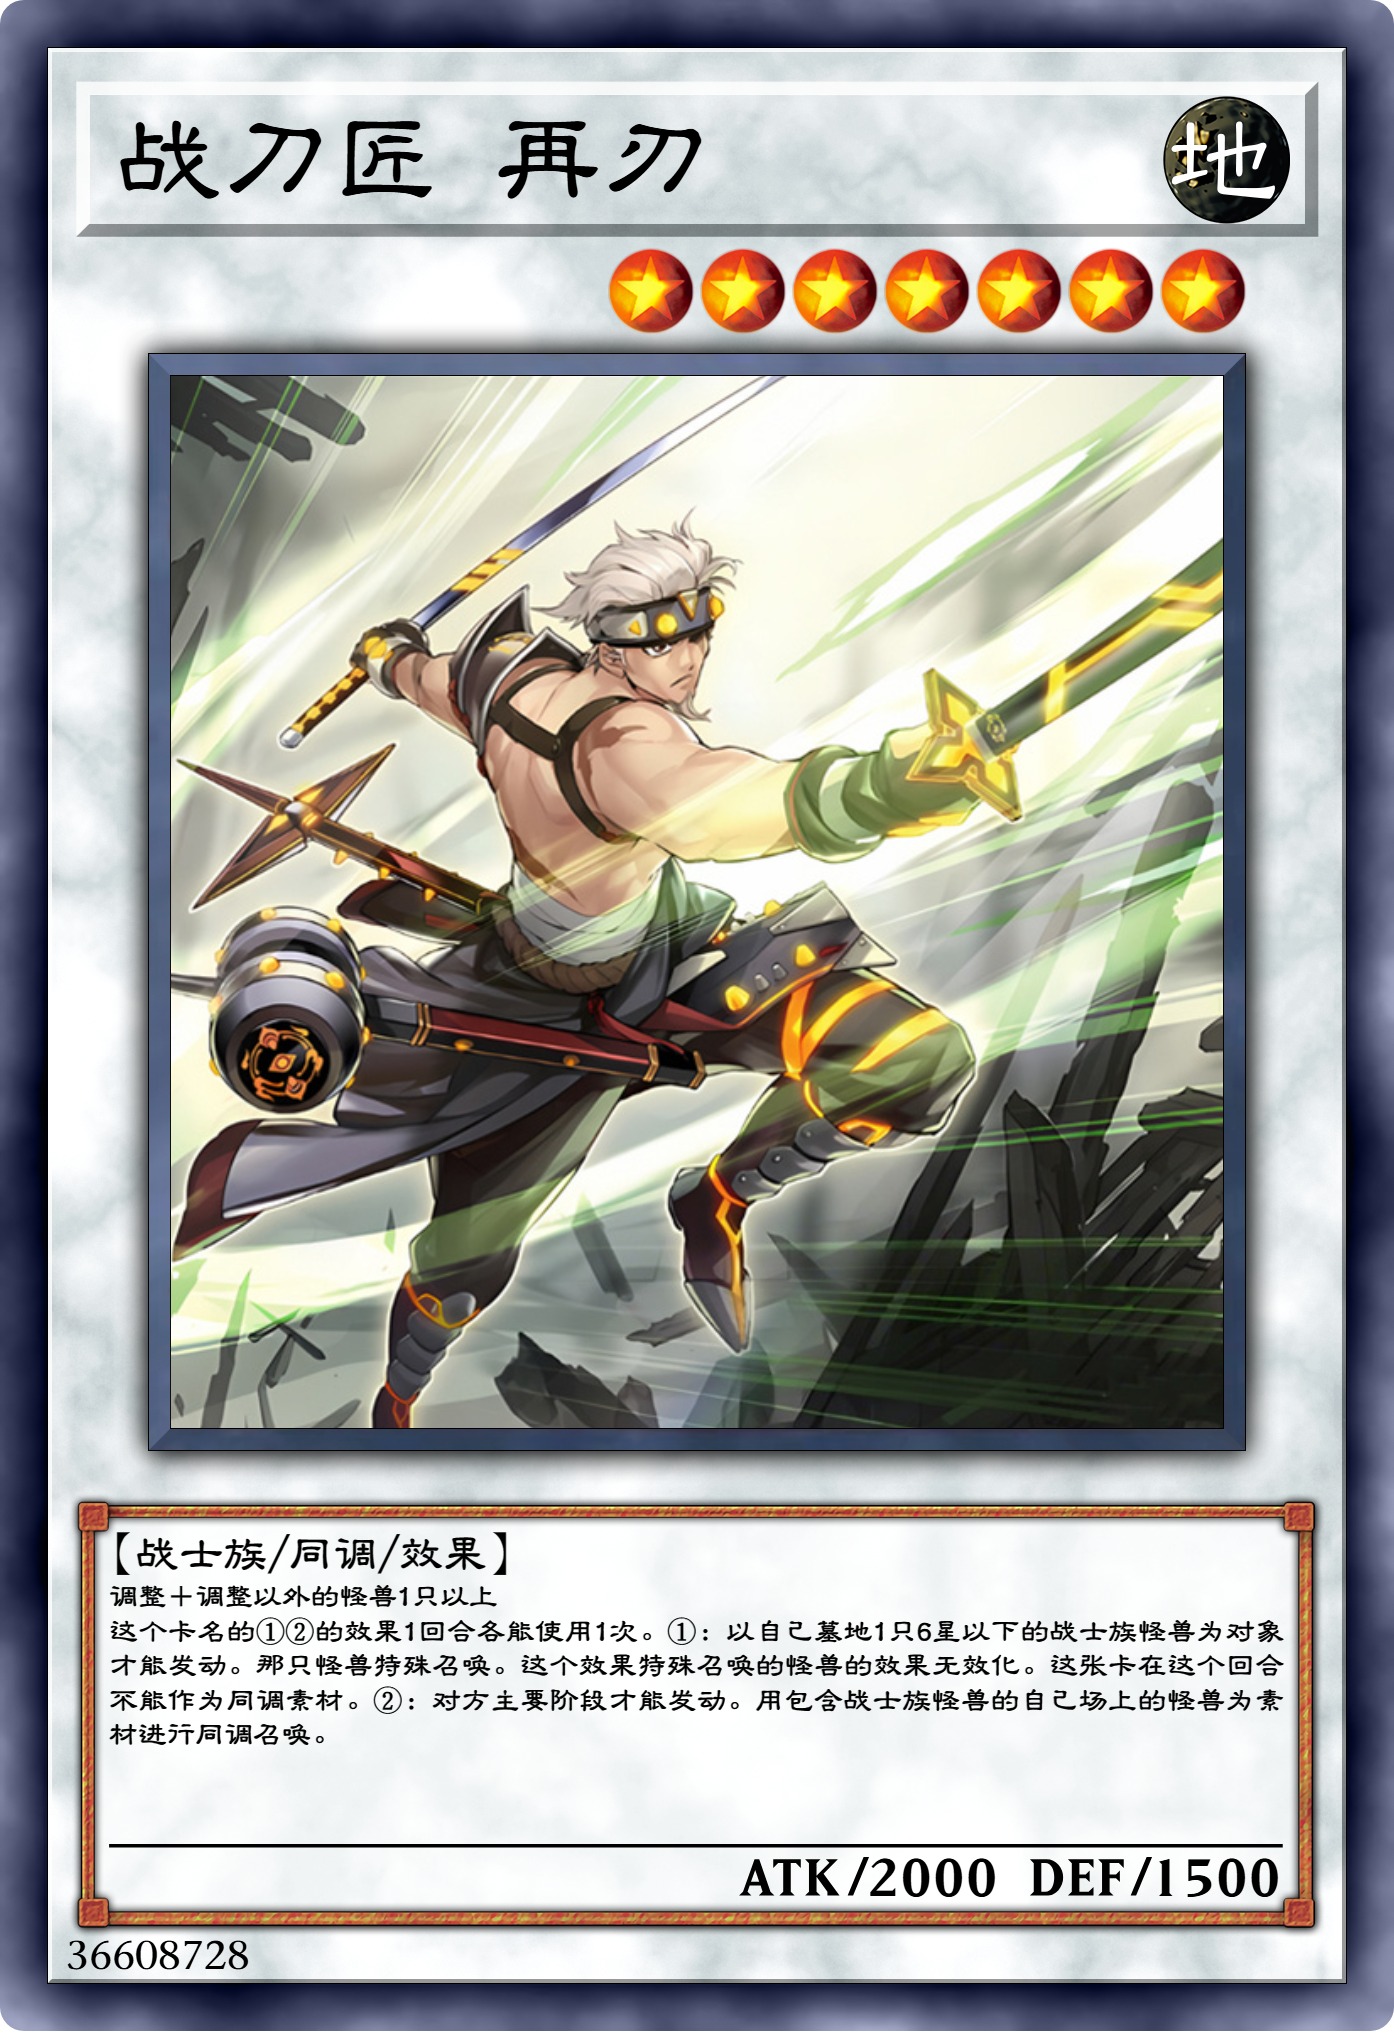 战刀匠 再刃
地
【战士族/同调/效果】
调整＋调整以外的怪兽1只以上
这个卡名的①②的效果1回合各能使用1次。①：以自己墓地1只6星以下的战士族怪兽为对象
才能发动。那只怪兽特殊召唤。这个效果特殊召唤的怪兽的效果无效化。这张卡在这个回合
不能作为同调素材。②：对方主要阶段才能发动。用包含战士族怪兽的自己场上的怪兽为素
材进行同调召唤。
ATK/2000 DEF/1500
36608728